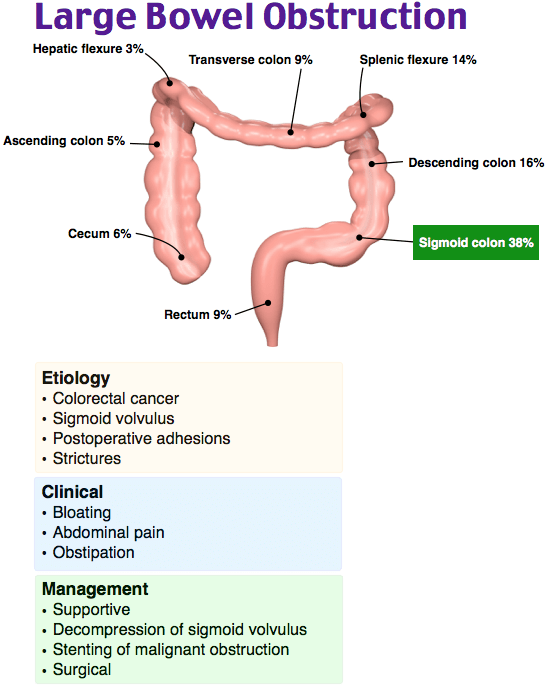 Large Bowel Obstruction
Hepatic flexure 3%
Transverse colon 9%
Splenic flexure 14%
Ascending colon 5%
Descending colon 16%
Cecum 6%
Sigmoid colon 38%
Rectum 9%
Etiology
• Colorectal cancer
• Sigmoid volvulus
• Postoperative adhesions
• Strictures
Clinical
• Bloating
• Abdominal pain
• Obstipation
Management
• Supportive
• Decompression of sigmoid volvulus
• Stenting of malignant obstruction
• Surgical